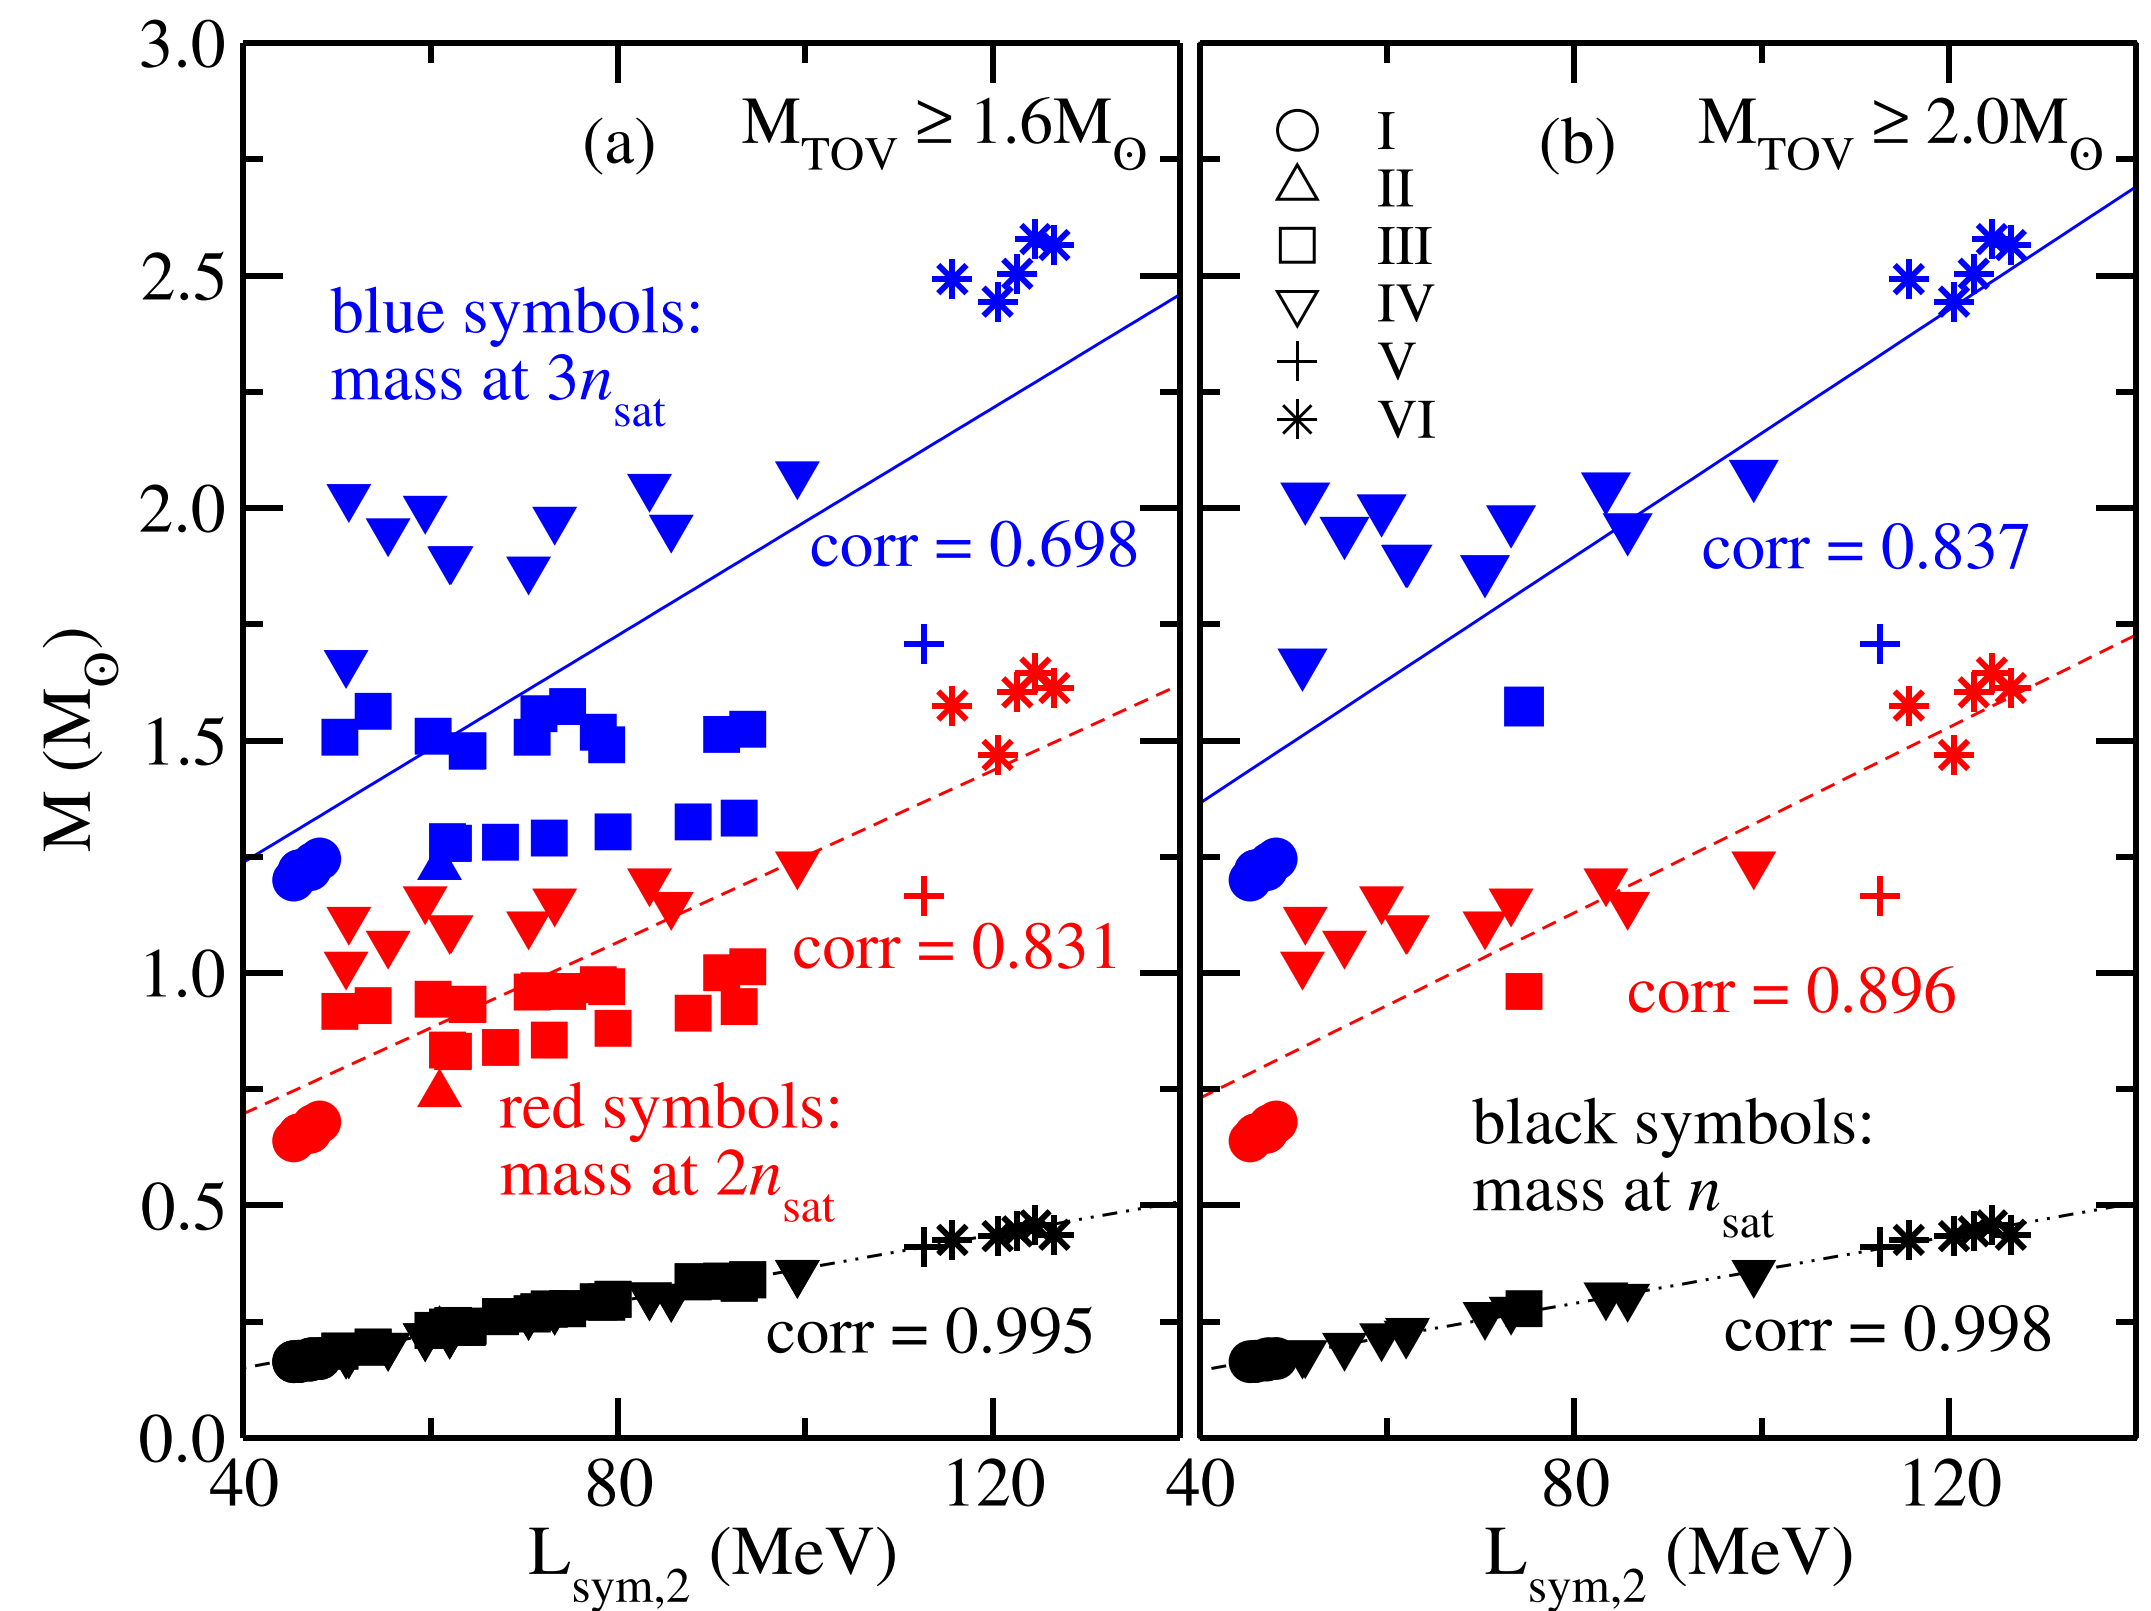 3.0
2.5
2.0
1.5
1.0
0.5
0.0
M (M⊙)
(a)
M_TOV ≥ 1.6M⊙
blue symbols:
mass at 3n_sat
corr = 0.698
corr = 0.831
red symbols:
mass at 2n_sat
corr = 0.995
40
80
120
L_sym,2 (MeV)
I
II
III
IV
V
VI
(b)
M_TOV ≥ 2.0M⊙
corr = 0.837
corr = 0.896
black symbols:
mass at n_sat
corr = 0.998
40
80
120
L_sym,2 (MeV)